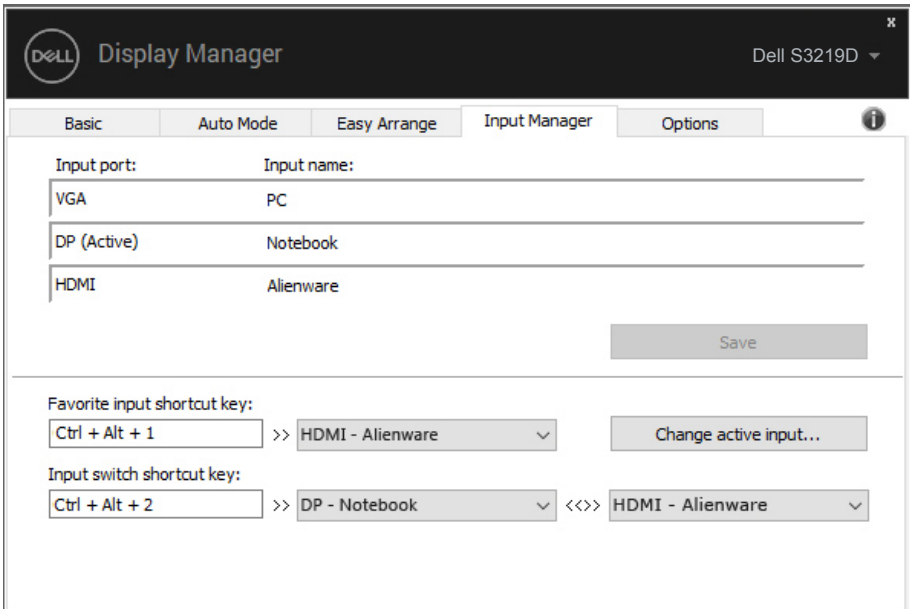 x
DELL Display Manager Dell S3219D
Basic Auto Mode Easy Arrange Input Manager Options i
Input port: Input name:
VGA PC
DP (Active) Notebook
HDMI Alienware
Save
Favorite input shortcut key:
Ctrl + Alt + 1 >> HDMI - Alienware Change active input...
Input switch shortcut key:
Ctrl + Alt + 2 >> DP - Notebook <<>> HDMI - Alienware